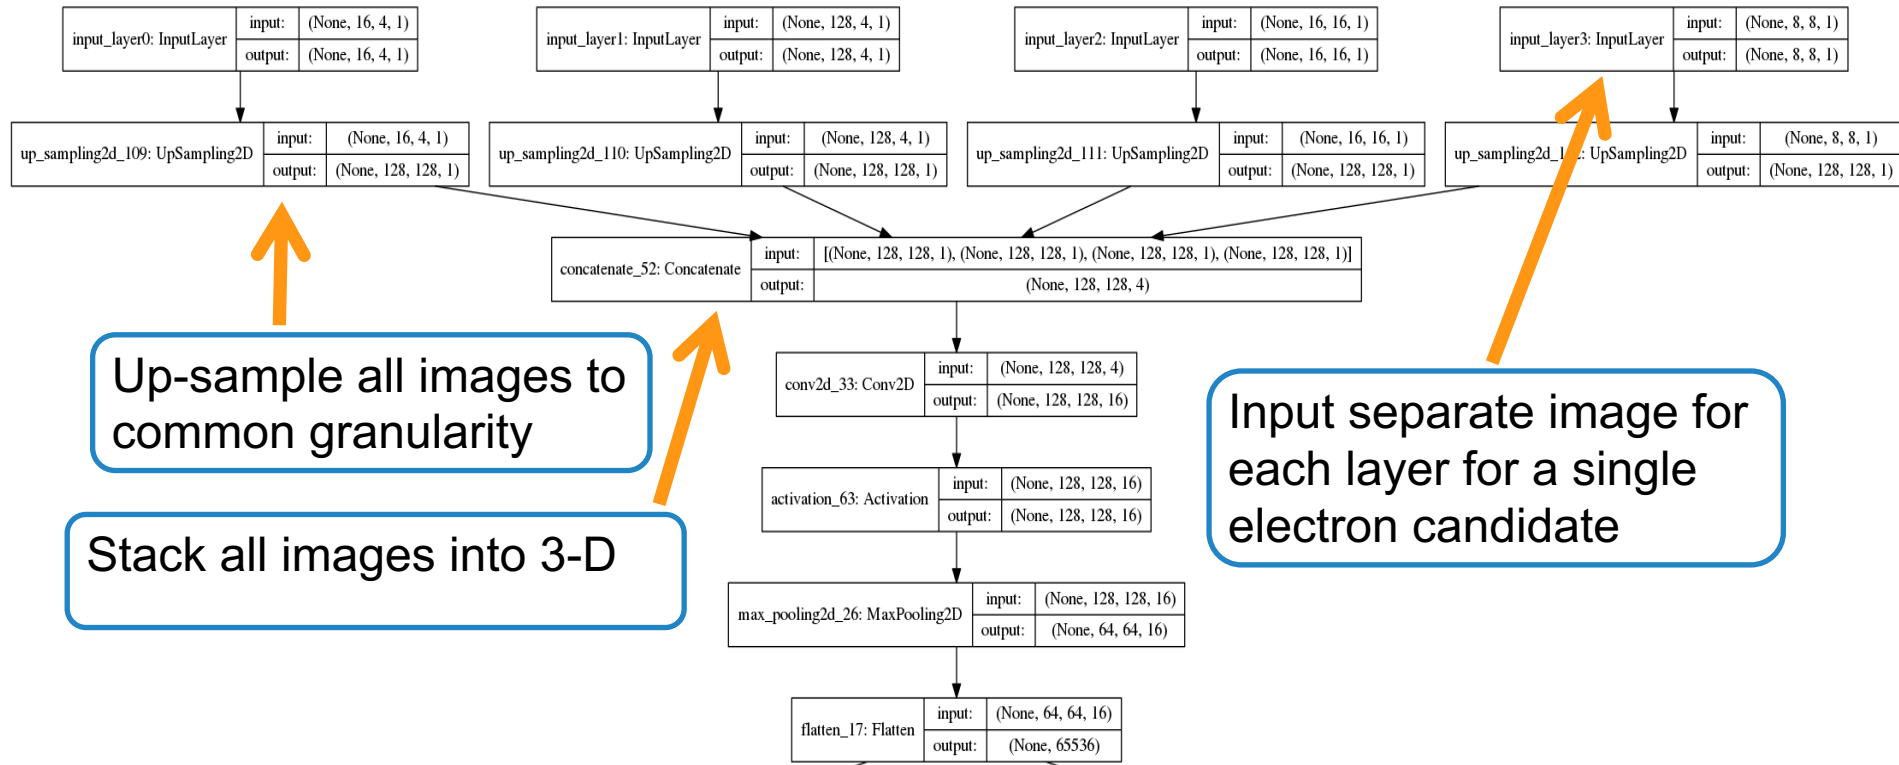 input_layer0: InputLayer
input: (None, 16, 4, 1)
output: (None, 16, 4, 1)
input_layer1: InputLayer
input: (None, 128, 4, 1)
output: (None, 128, 4, 1)
input_layer2: InputLayer
input: (None, 16, 16, 1)
output: (None, 16, 16, 1)
input_layer3: InputLayer
input: (None, 8, 8, 1)
output: (None, 8, 8, 1)
up_sampling2d_109: UpSampling2D
input: (None, 16, 4, 1)
output: (None, 128, 128, 1)
up_sampling2d_110: UpSampling2D
input: (None, 128, 4, 1)
output: (None, 128, 128, 1)
up_sampling2d_111: UpSampling2D
input: (None, 16, 16, 1)
output: (None, 128, 128, 1)
UpSampling2D
input: (None, 8, 8, 1)
output: (None, 128, 128, 1)
concatenate_52: Concatenate
input: [(None, 128, 128, 1), (None, 128, 128, 1), (None, 128, 128, 1), (None, 128, 128, 1)]
output: (None, 128, 128, 4)
Up-sample all images to
common granularity
Stack all images into 3-D
Input separate image for
each layer for a single
electron candidate
conv2d_33: Conv2D
input: (None, 128, 128, 4)
output: (None, 128, 128, 16)
activation_63: Activation
input: (None, 128, 128, 16)
output: (None, 128, 128, 16)
max_pooling2d_26: MaxPooling2D
input: (None, 128, 128, 16)
output: (None, 64, 64, 16)
flatten_17: Flatten
input: (None, 64, 64, 16)
output: (None, 65536)